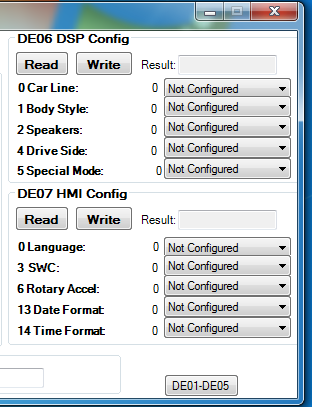 DE06 DSP Config
Read Write Result:
0 Car Line: 0 Not Configured
1 Body Style: 0 Not Configured
2 Speakers: 0 Not Configured
4 Drive Side: 0 Not Configured
5 Special Mode: 0 Not Configured
DE07 HMI Config
Read Write Result:
0 Language: 0 Not Configured
3 SWC: 0 Not Configured
6 Rotary Accel: 0 Not Configured
13 Date Format: 0 Not Configured
14 Time Format: 0 Not Configured
DE01-DE05